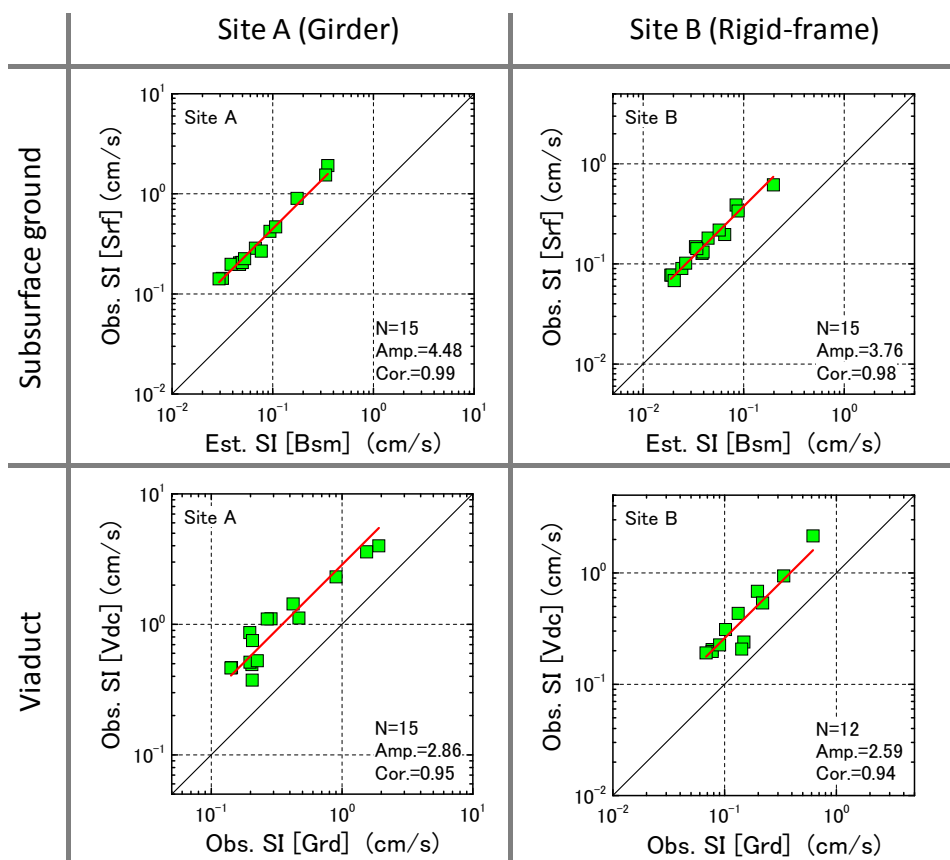 Site A (Girder)
Site B (Rigid-frame)
Subsurface ground
Viaduct
Site A
Obs. SI [Srf] (cm/s)
10¹
10⁰
10⁻¹
10⁻²
N=15
Amp.=4.48
Cor.=0.99
10⁻² 10⁻¹ 10⁰ 10¹
Est. SI [Bsm] (cm/s)
Site B
Obs. SI [Srf] (cm/s)
10⁰
10⁻¹
10⁻²
N=15
Amp.=3.76
Cor.=0.98
10⁻² 10⁻¹ 10⁰
Est. SI [Bsm] (cm/s)
Site A
Obs. SI [Vdc] (cm/s)
10¹
10⁰
10⁻¹
N=15
Amp.=2.86
Cor.=0.95
10⁻¹ 10⁰ 10¹
Obs. SI [Grd] (cm/s)
Site B
Obs. SI [Vdc] (cm/s)
10⁰
10⁻¹
10⁻²
N=12
Amp.=2.59
Cor.=0.94
10⁻² 10⁻¹ 10⁰
Obs. SI [Grd] (cm/s)